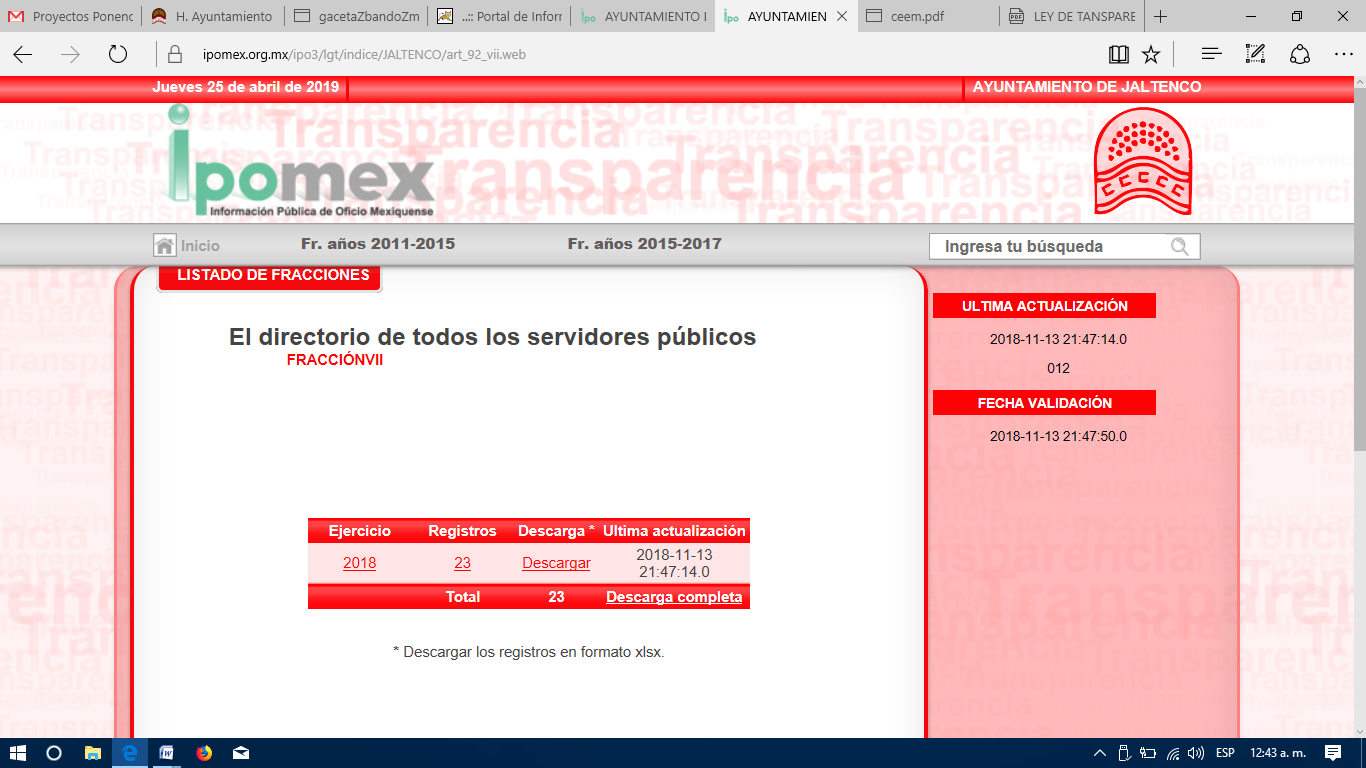 Proyectos Ponenc
H. Ayuntamiento
gacetaZbandoZm
..:: Portal de Inforr
AYUNTAMIENTO I
AYUNTAMIEN
ceem.pdf
LEY DE TANSPARE
ipomex.org.mx/ipo3/lgt/indice/JALTENCO/art_92_vii.web
Jueves 25 de abril de 2019
AYUNTAMIENTO DE JALTENCO
Transparencia
ipomex
Información Pública de Oficio Mexiquense
Inicio
Fr. años 2011-2015
Fr. años 2015-2017
Ingresa tu búsqueda
LISTADO DE FRACCIONES
El directorio de todos los servidores públicos
FRACCIÓNVII
ULTIMA ACTUALIZACIÓN
2018-11-13 21:47:14.0
012
FECHA VALIDACIÓN
2018-11-13 21:47:50.0
Ejercicio Registros Descarga * Ultima actualización
2018 23 Descargar 2018-11-13
21:47:14.0
Total 23 Descarga completa
* Descargar los registros en formato xlsx.
ESP
12:43 a. m.